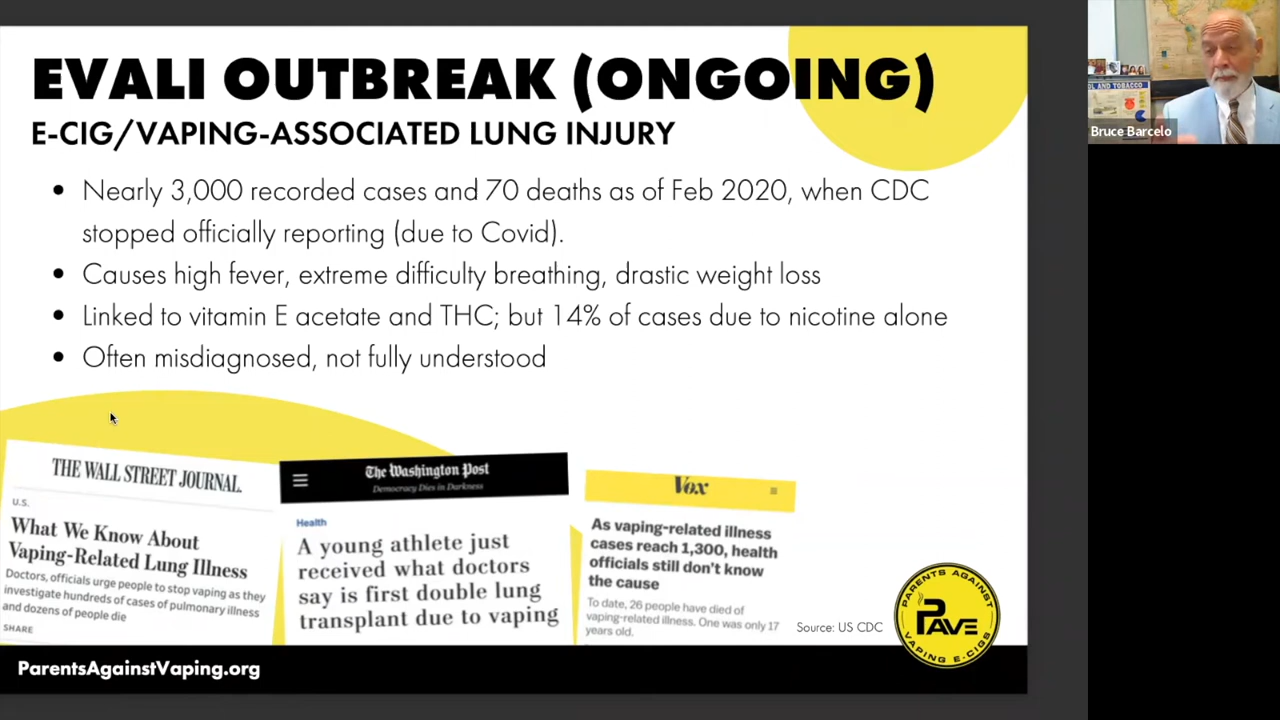 EVALI OUTBREAK (ONGOING)
E-CIG/VAPING-ASSOCIATED LUNG INJURY
• Nearly 3,000 recorded cases and 70 deaths as of Feb 2020, when CDC
stopped officially reporting (due to Covid).
• Causes high fever, extreme difficulty breathing, drastic weight loss
• Linked to vitamin E acetate and THC; but 14% of cases due to nicotine alone
• Often misdiagnosed, not fully understood
THE WALL STREET JOURNAL.
U.S.
What We Know About
Vaping-Related Lung Illness
Doctors, officials urge people to stop vaping as they
investigate hundreds of cases of pulmonary illness
and dozens of people die
SHARE
The Washington Post
Democracy Dies in Darkness
Health
A young athlete just
received what doctors
say is first double lung
transplant due to vaping
Vox
As vaping-related illness
cases reach 1,300, health
officials still don't know
the cause
To date, 26 people have died of
vaping-related illness. One was only 17
years old.
Source: US CDC
PARENTS AGAINST
PAVE
VAPING E-CIGS
ParentsAgainstVaping.org
AND TOBACCO
Bruce Barcelo